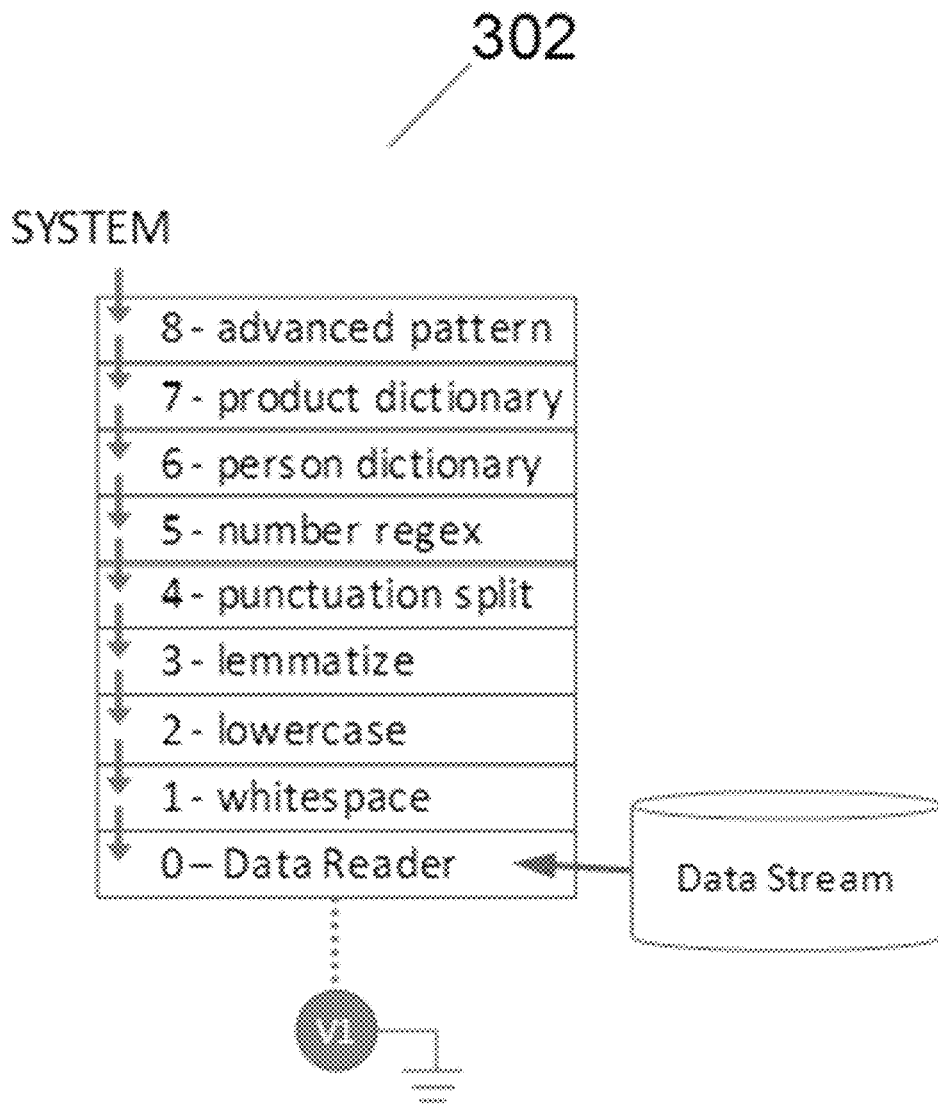 302
SYSTEM
8 - advanced pattern
7 - product dictionary
6 - person dictionary
5 - number regex
4 - punctuation split
3 - lemmatize
2 - lowercase
1 - whitespace
0 – Data Reader
Data Stream
V1